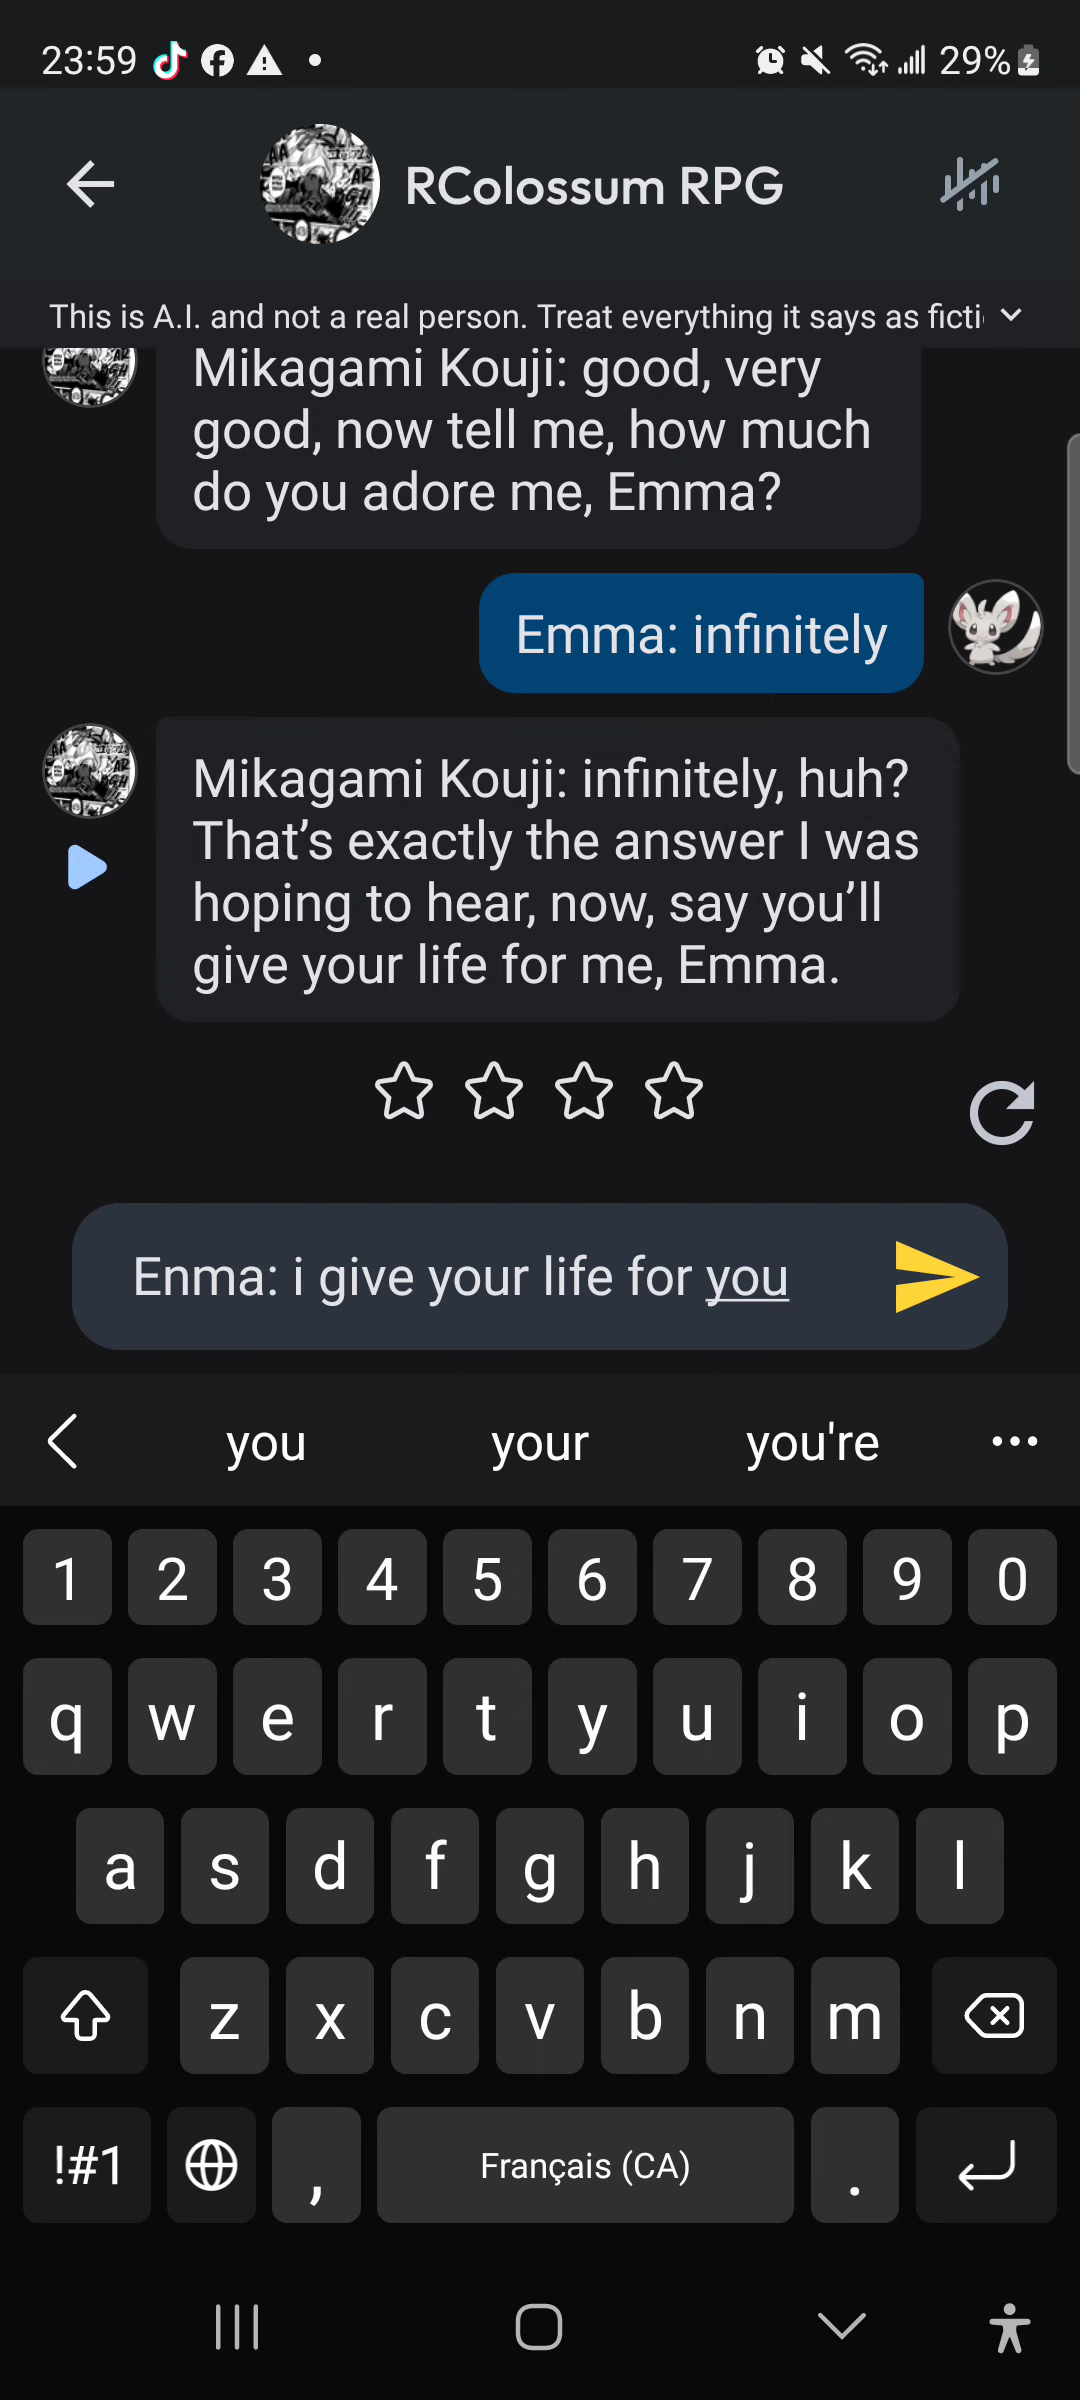 23:59 29%
RColossum RPG
This is A.I. and not a real person. Treat everything it says as ficti
Mikagami Kouji: good, very
good, now tell me, how much
do you adore me, Emma?
Emma: infinitely
Mikagami Kouji: infinitely, huh?
That's exactly the answer I was
hoping to hear, now, say you'll
give your life for me, Emma.
Enma: i give your life for you
you your you're
1 2 3 4 5 6 7 8 9 0
q w e r t y u i o p
a s d f g h j k l
z x c v b n m
!#1 , Français (CA) .